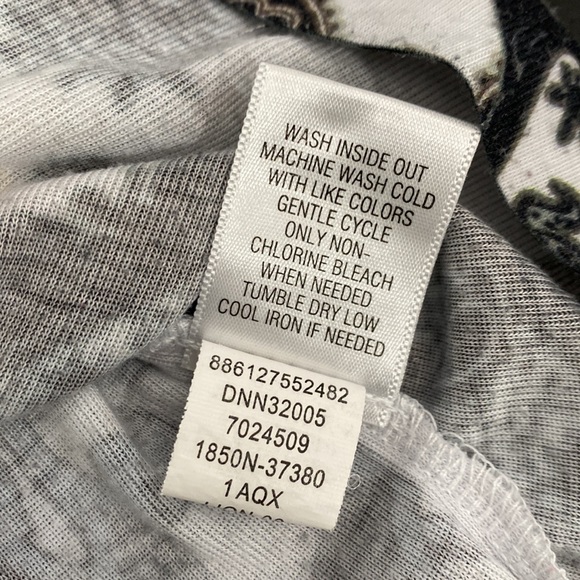 WASH INSIDE OUT
MACHINE WASH COLD
WITH LIKE COLORS
GENTLE CYCLE
ONLY NON-
CHLORINE BLEACH
WHEN NEEDED
TUMBLE DRY LOW
COOL IRON IF NEEDED
886127552482
DNN32005
7024509
1850N-37380
1AQX